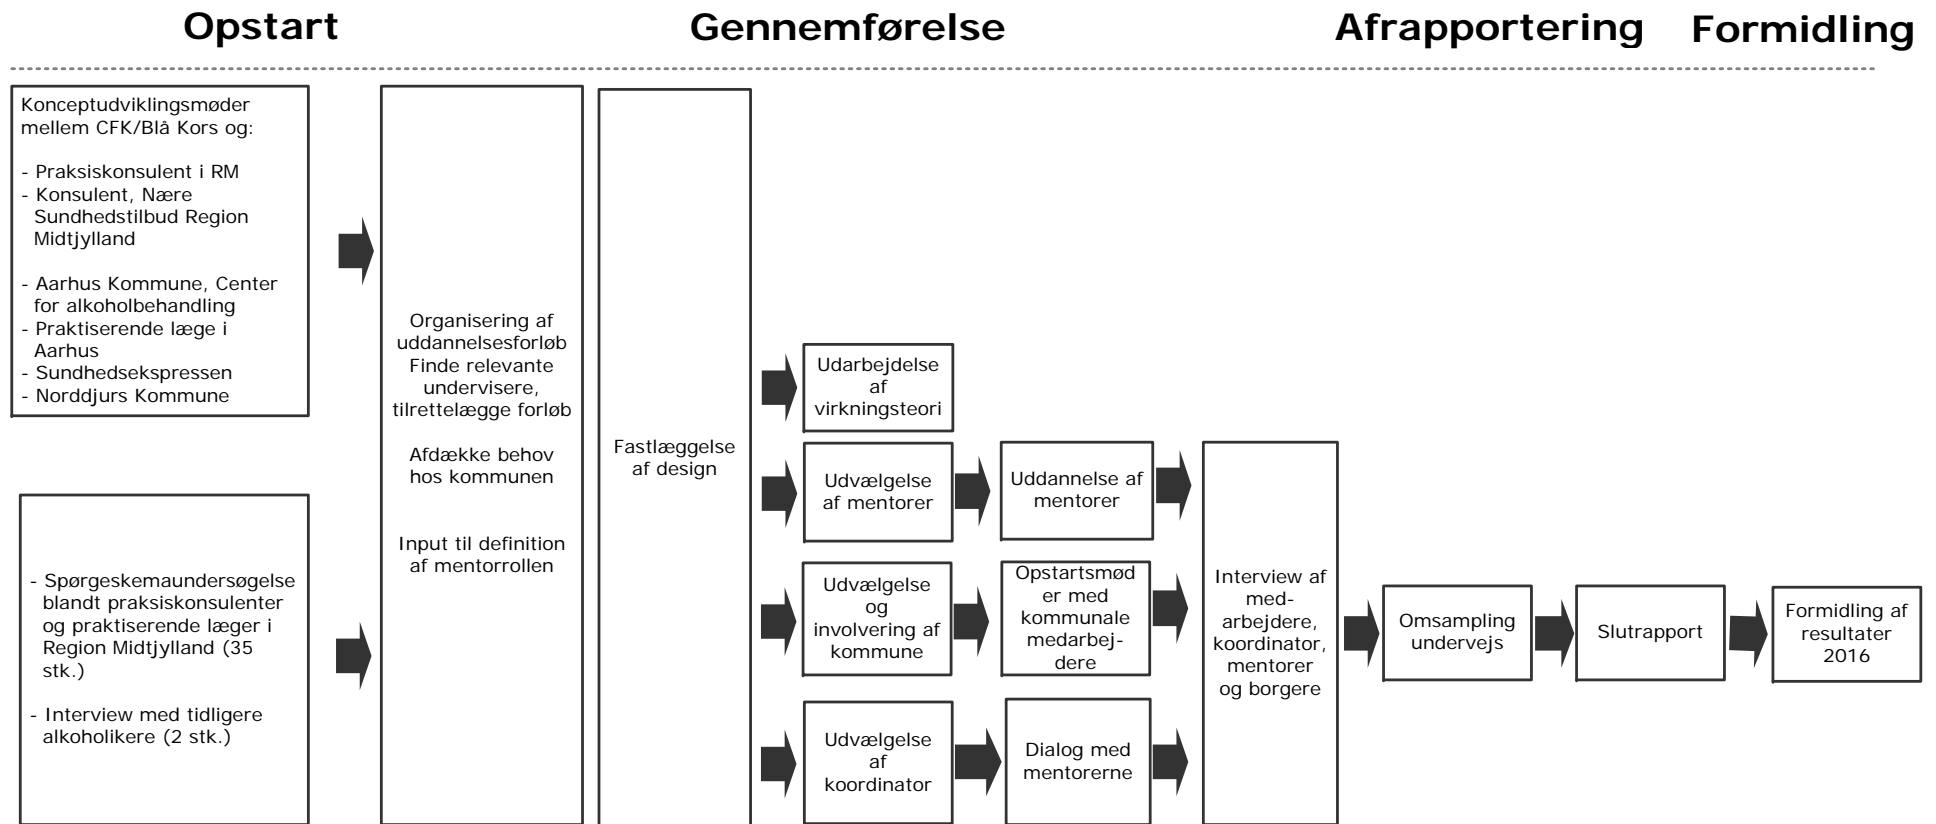 Opstart
Gennemførelse
Afrapportering
Formidling
Konceptudviklingsmøder
mellem CFK/Blå Kors og:
- Praksiskonsulent i RM
- Konsulent, Nære
Sundhedstilbud Region
Midtjylland
- Aarhus Kommune, Center
for alkoholbehandling
- Praktiserende læge i
Aarhus
- Sundhedsekspressen
- Norddjurs Kommune
- Spørgeskemaundersøgelse
blandt praksiskonsulenter
og praktiserende læger i
Region Midtjylland (35
stk.)
- Interview med tidligere
alkoholikere (2 stk.)
Organisering af
uddannelsesforløb
Finde relevante
undervisere,
tilrettelægge forløb
Afdække behov
hos kommunen
Input til definition
af mentorrollen
Fastlæggelse
af design
Udarbejdelse
af
virkningsteori
Udvælgelse
af mentorer
Uddannelse af
mentorer
Udvælgelse
og
involvering af
kommune
Opstartsmød
er med
kommunale
medarbej-
dere
Udvælgelse
af
koordinator
Dialog med
mentorerne
Interview af
med-
arbejdere,
koordinator,
mentorer
og borgere
Omsampling
undervejs
Slutrapport
Formidling af
resultater
2016